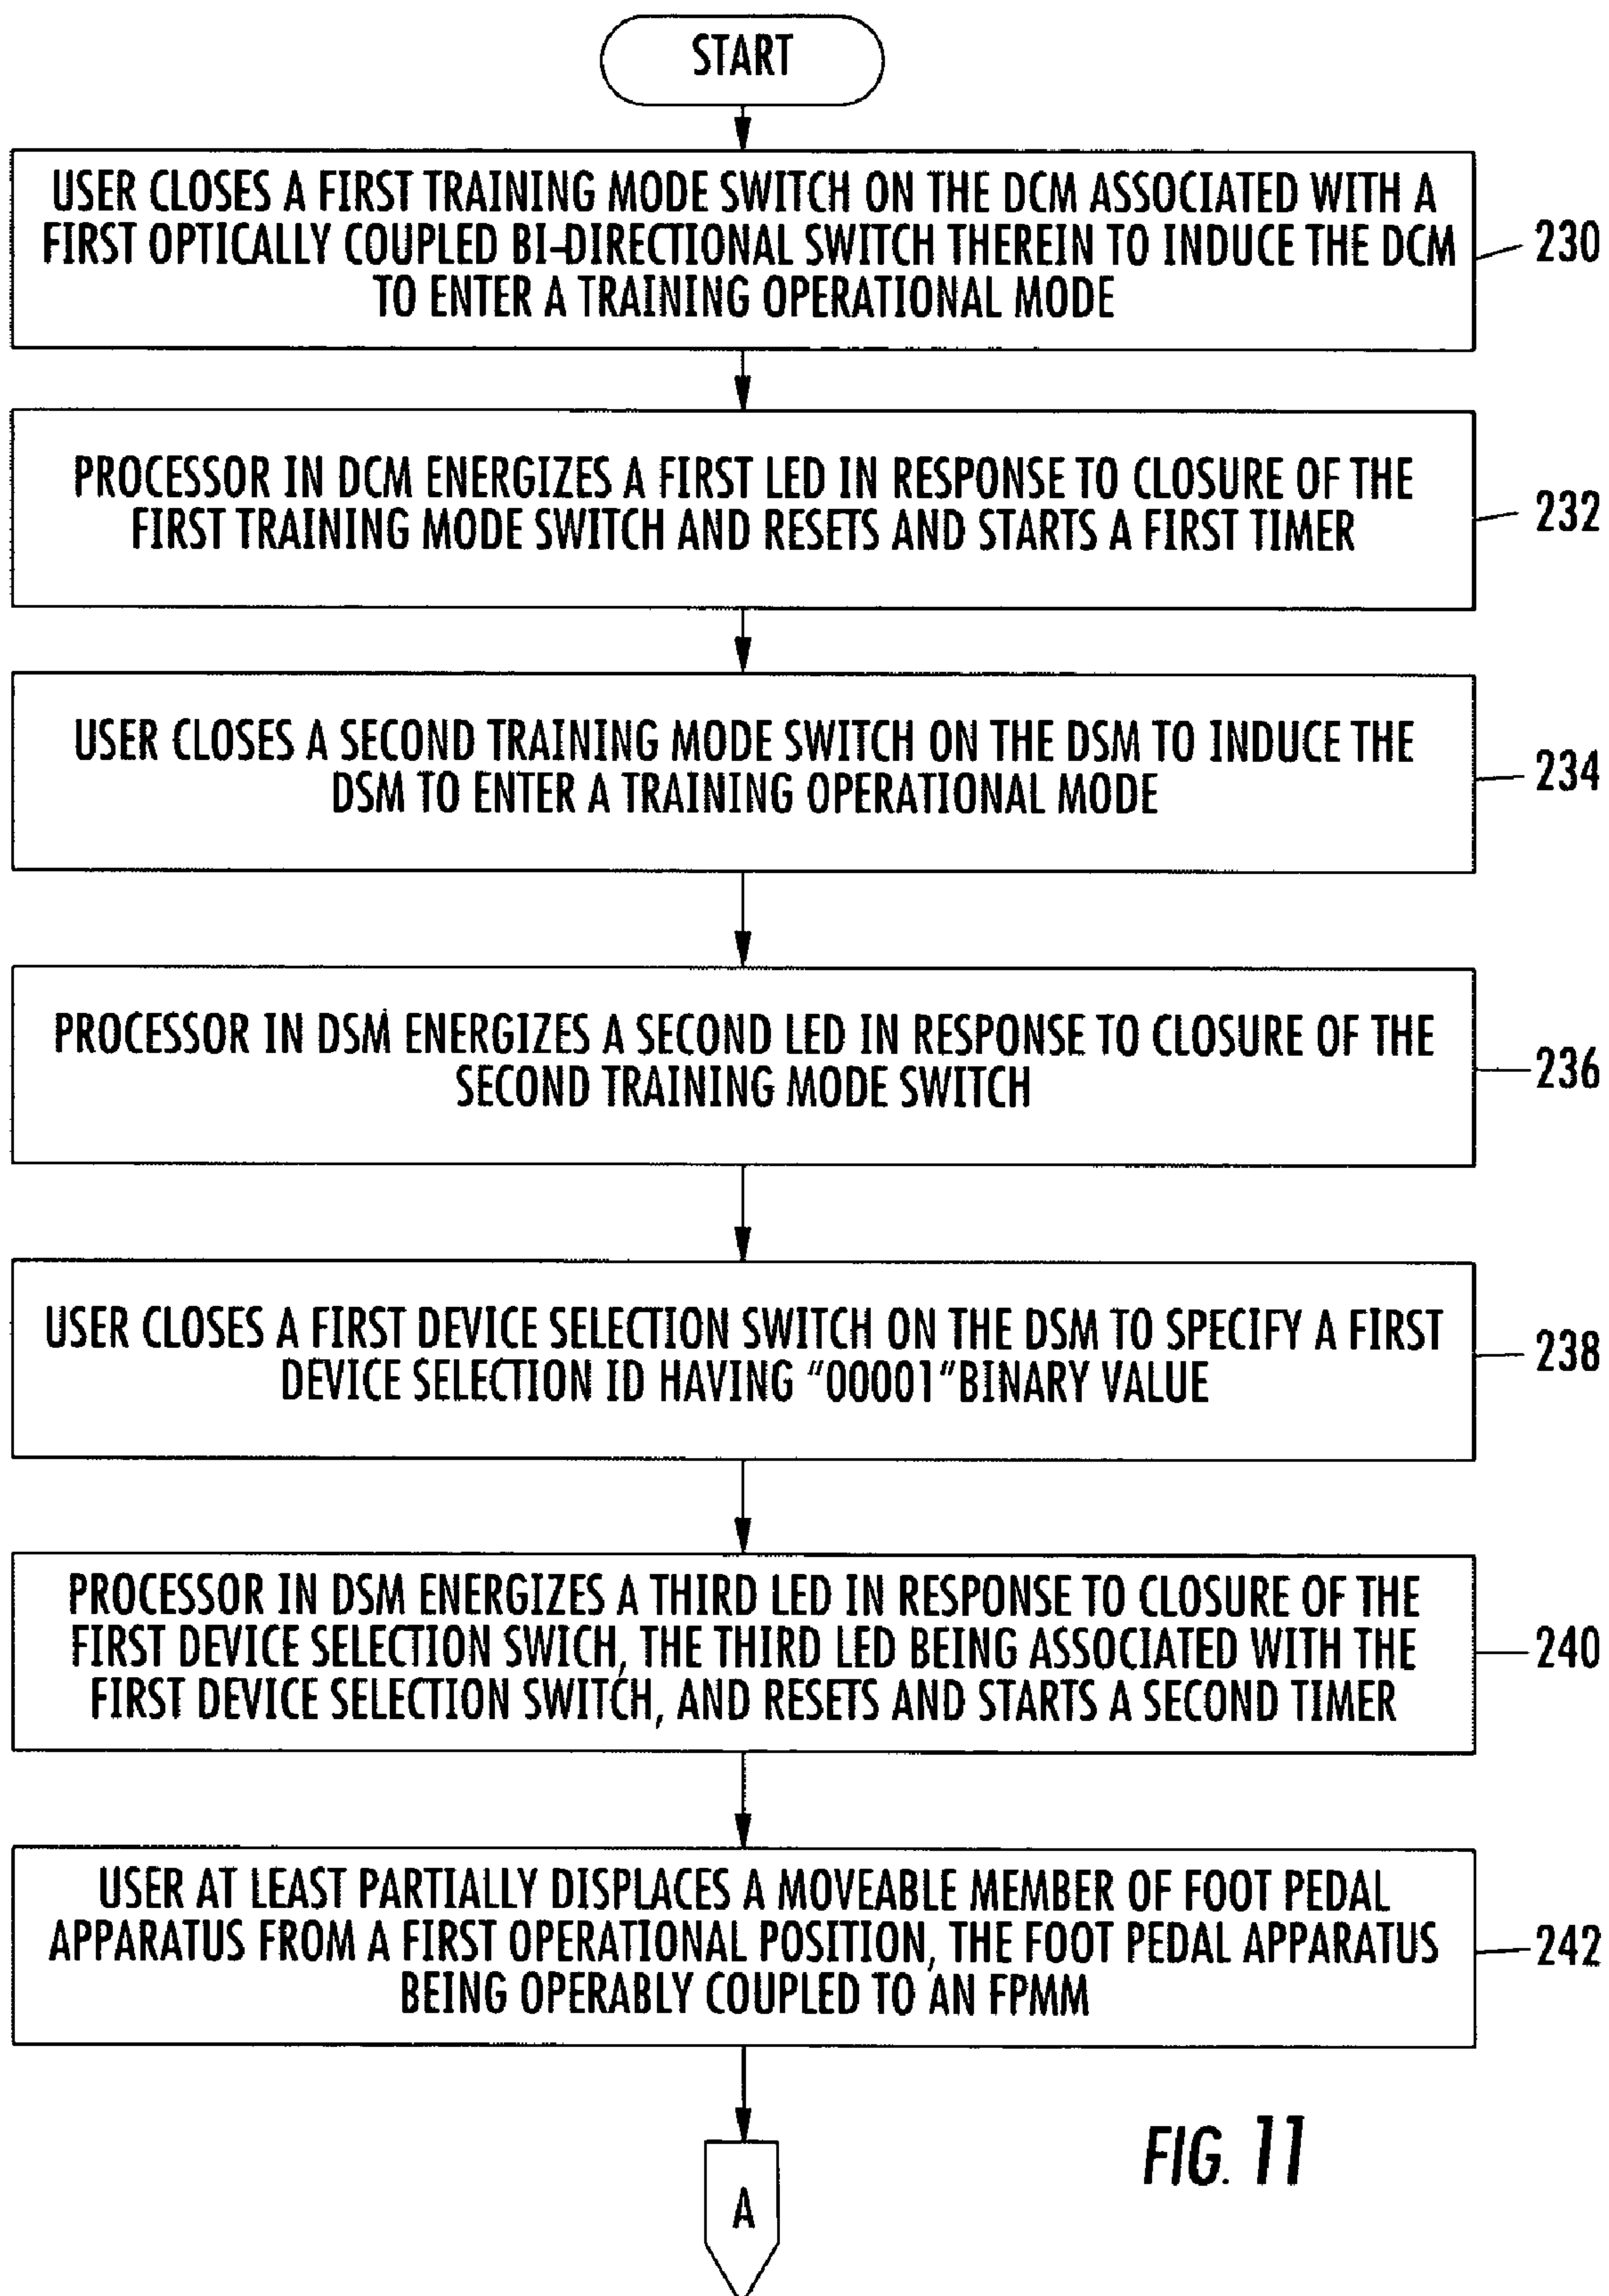 START
USER CLOSES A FIRST TRAINING MODE SWITCH ON THE DCM ASSOCIATED WITH A
FIRST OPTICALLY COUPLED BI-DIRECTIONAL SWITCH THEREIN TO INDUCE THE DCM
TO ENTER A TRAINING OPERATIONAL MODE
230
PROCESSOR IN DCM ENERGIZES A FIRST LED IN RESPONSE TO CLOSURE OF THE
FIRST TRAINING MODE SWITCH AND RESETS AND STARTS A FIRST TIMER
232
USER CLOSES A SECOND TRAINING MODE SWITCH ON THE DSM TO INDUCE THE
DSM TO ENTER A TRAINING OPERATIONAL MODE
234
PROCESSOR IN DSM ENERGIZES A SECOND LED IN RESPONSE TO CLOSURE OF THE
SECOND TRAINING MODE SWITCH
236
USER CLOSES A FIRST DEVICE SELECTION SWITCH ON THE DSM TO SPECIFY A FIRST
DEVICE SELECTION ID HAVING “00001”BINARY VALUE
238
PROCESSOR IN DSM ENERGIZES A THIRD LED IN RESPONSE TO CLOSURE OF THE
FIRST DEVICE SELECTION SWICH, THE THIRD LED BEING ASSOCIATED WITH THE
FIRST DEVICE SELECTION SWITCH, AND RESETS AND STARTS A SECOND TIMER
240
USER AT LEAST PARTIALLY DISPLACES A MOVEABLE MEMBER OF FOOT PEDAL
APPARATUS FROM A FIRST OPERATIONAL POSITION, THE FOOT PEDAL APPARATUS
BEING OPERABLY COUPLED TO AN FPMM
242
A
FIG. 11